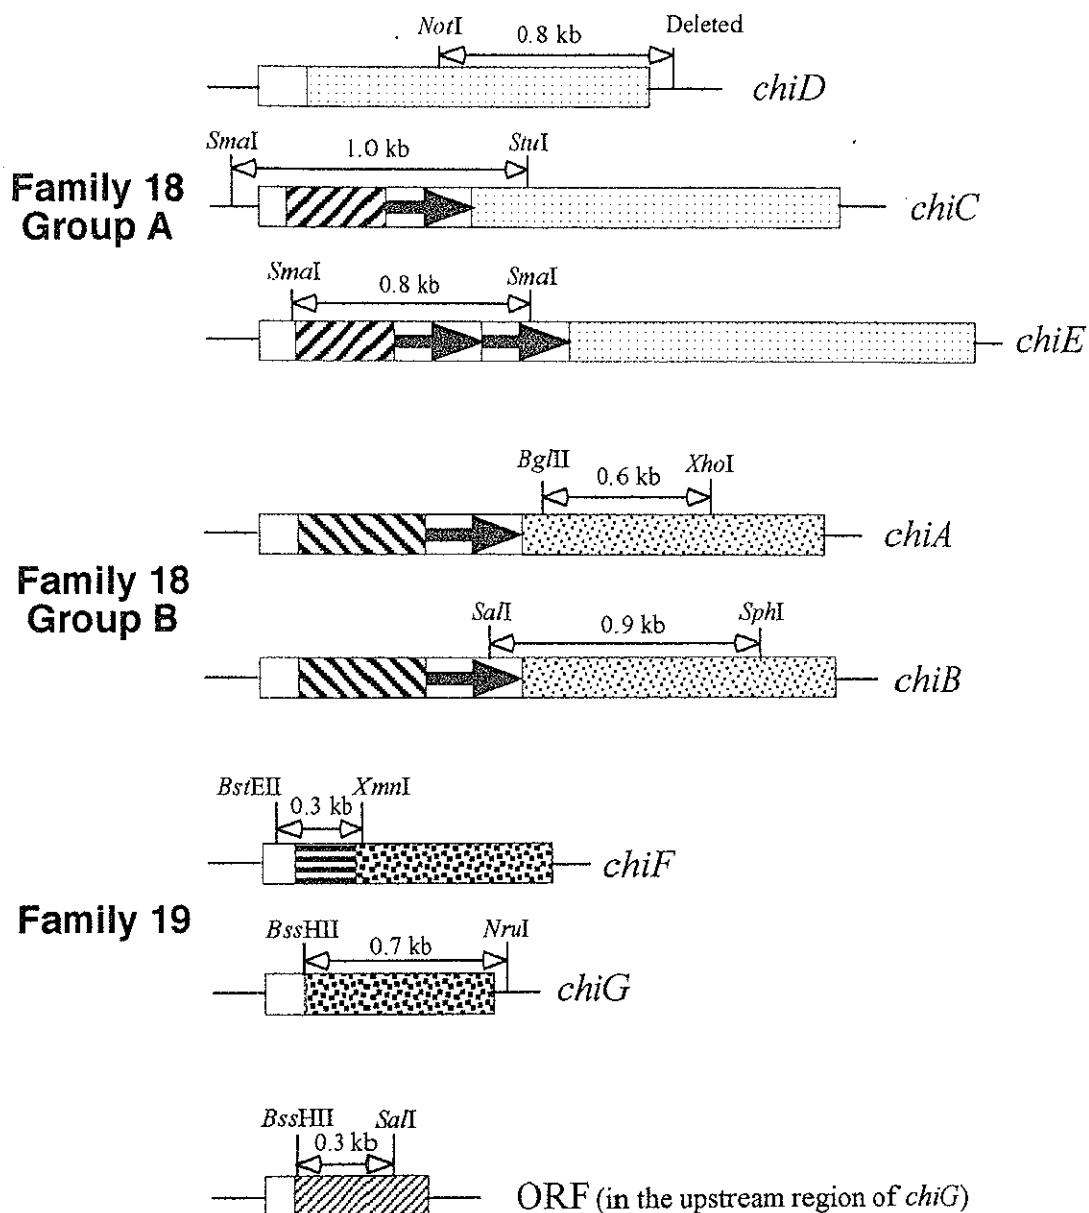 NotI 0.8 kb Deleted
chiD
SmaI 1.0 kb StuI
Family 18
Group A
chiC
SmaI 0.8 kb SmaI
chiE
BglII 0.6 kb XhoI
chiA
Family 18
Group B
SalI 0.9 kb SphI
chiB
BstEII 0.3 kb XmnI
chiF
Family 19
BssHII 0.7 kb NruI
chiG
BssHII 0.3 kb SalI
ORF (in the upstream region of chiG)